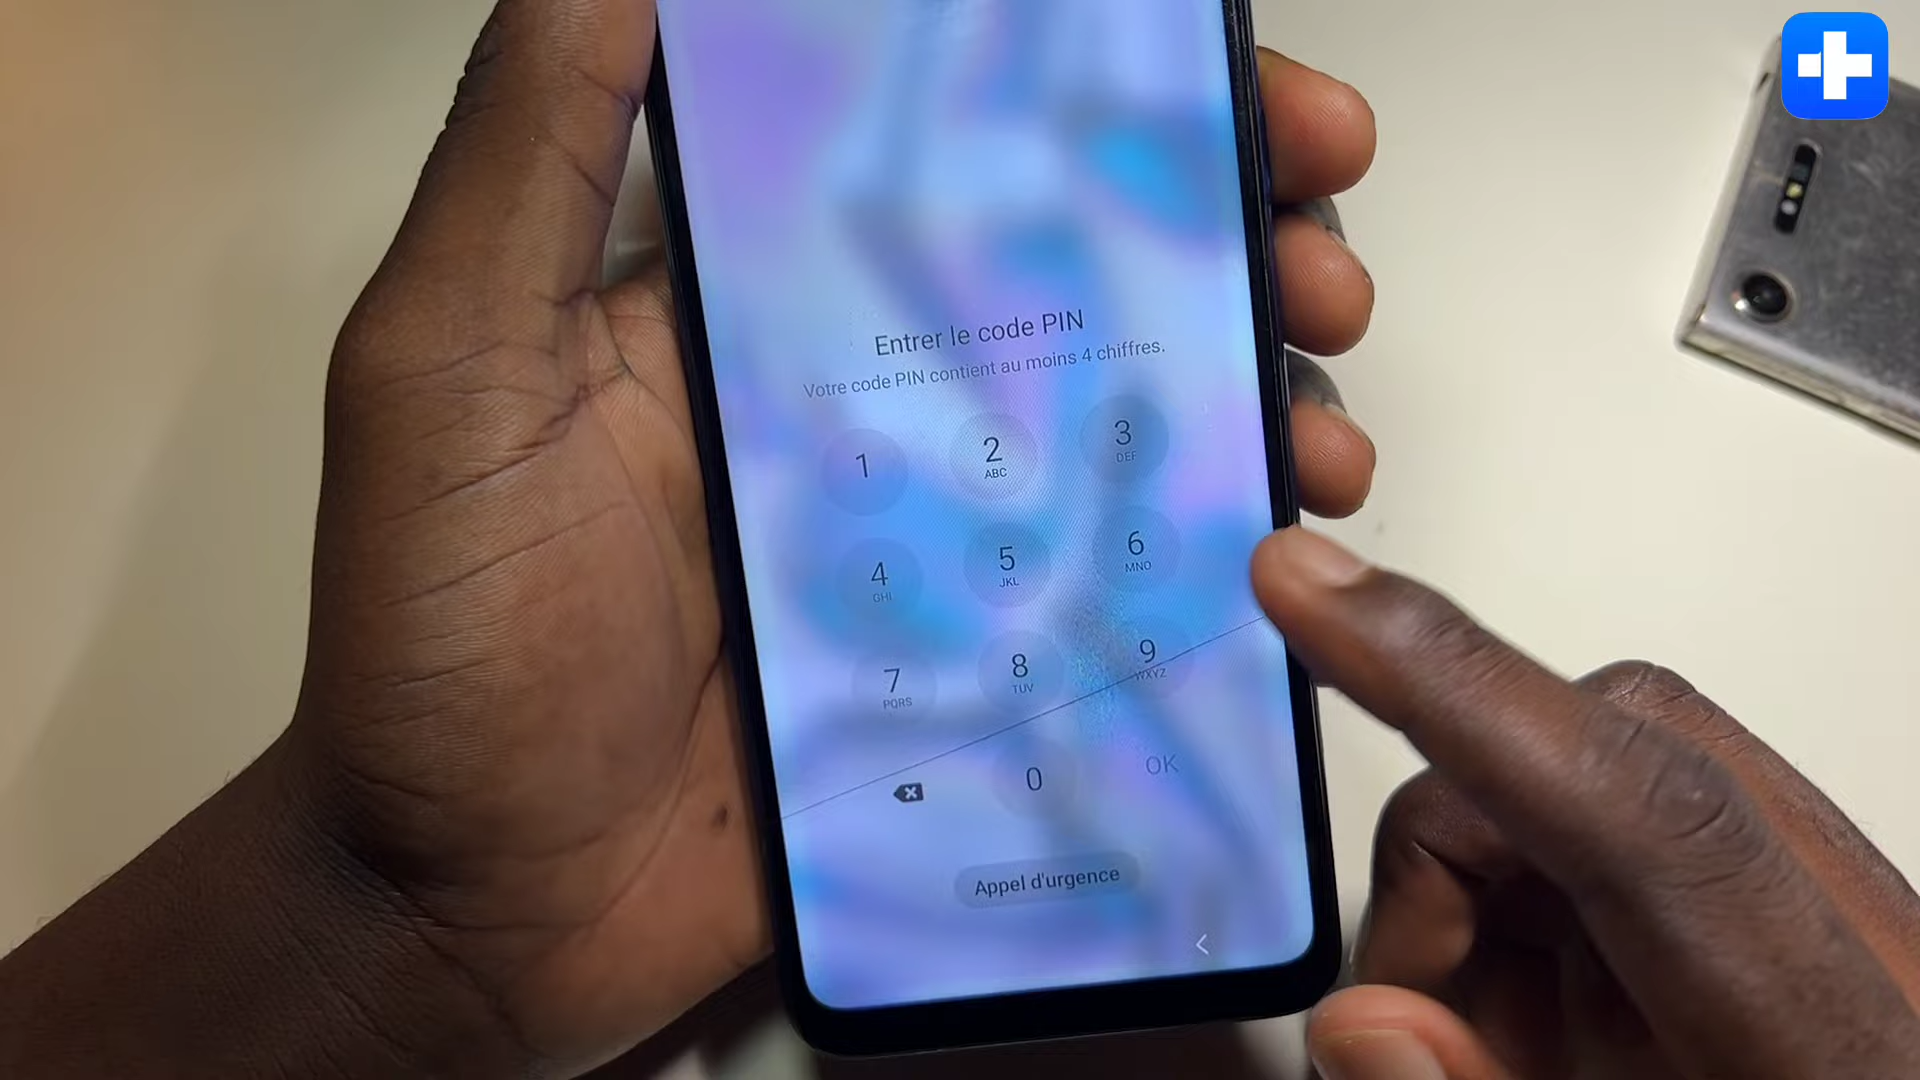 Entrer le code PIN
Votre code PIN contient au moins 4 chiffres.
1 2 3
ABC DEF
4 5 6
GHI JKL MNO
7 8 9
PQRS TUV WXYZ
0 OK
Appel d'urgence